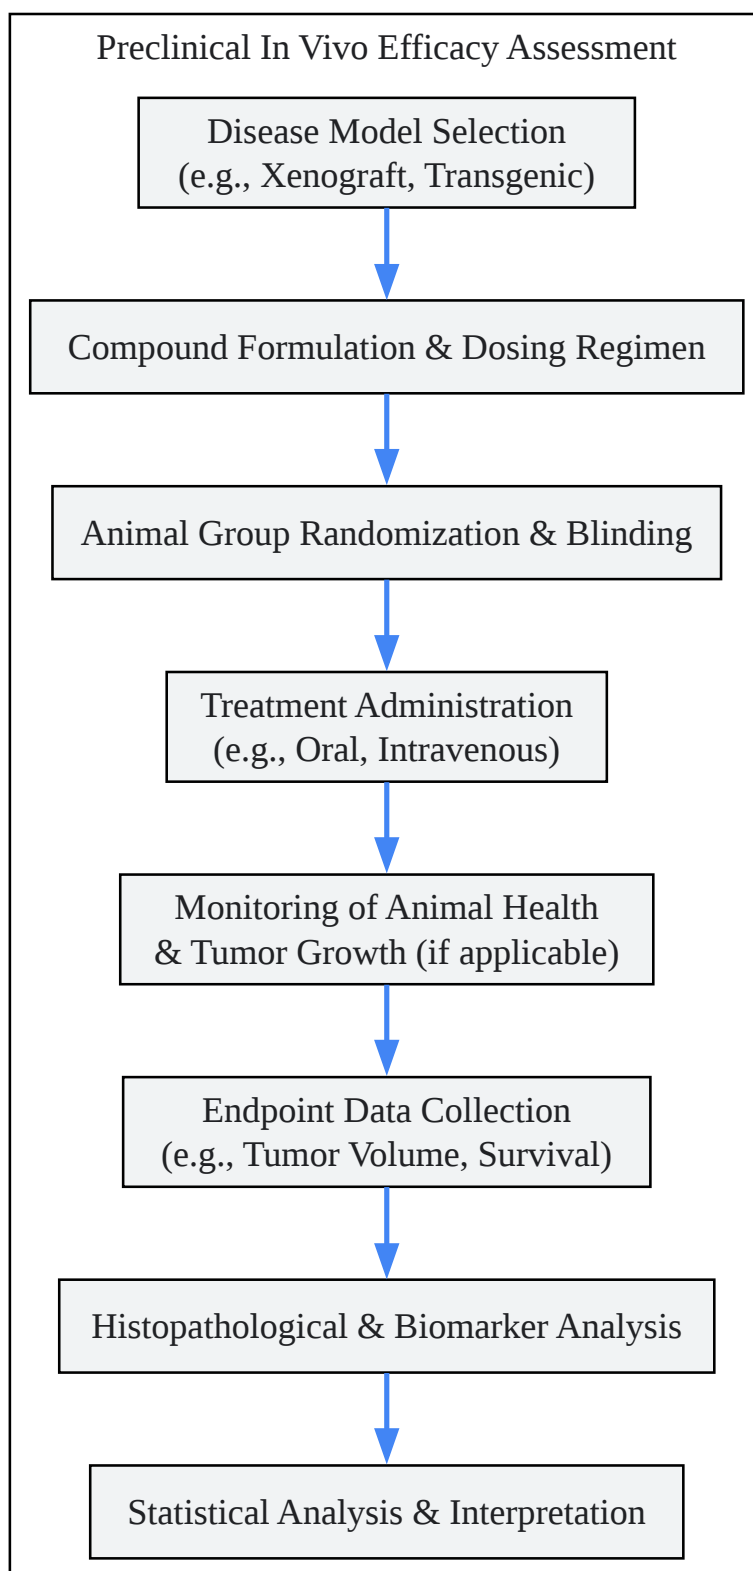 Preclinical In Vivo Efficacy Assessment
Disease Model Selection
(e.g., Xenograft, Transgenic)
Compound Formulation & Dosing Regimen
Animal Group Randomization & Blinding
Treatment Administration
(e.g., Oral, Intravenous)
Monitoring of Animal Health
& Tumor Growth (if applicable)
Endpoint Data Collection
(e.g., Tumor Volume, Survival)
Histopathological & Biomarker Analysis
Statistical Analysis & Interpretation